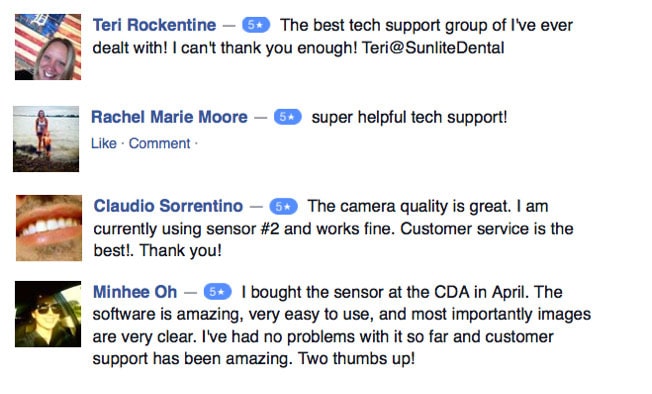 Teri Rockentine — 5★ The best tech support group of I've ever
dealt with! I can't thank you enough! Teri@SunliteDental
Rachel Marie Moore — 5★ super helpful tech support!
Like · Comment ·
Claudio Sorrentino — 5★ The camera quality is great. I am
currently using sensor #2 and works fine. Customer service is the
best!. Thank you!
Minhee Oh — 5★ I bought the sensor at the CDA in April. The
software is amazing, very easy to use, and most importantly images
are very clear. I've had no problems with it so far and customer
support has been amazing. Two thumbs up!